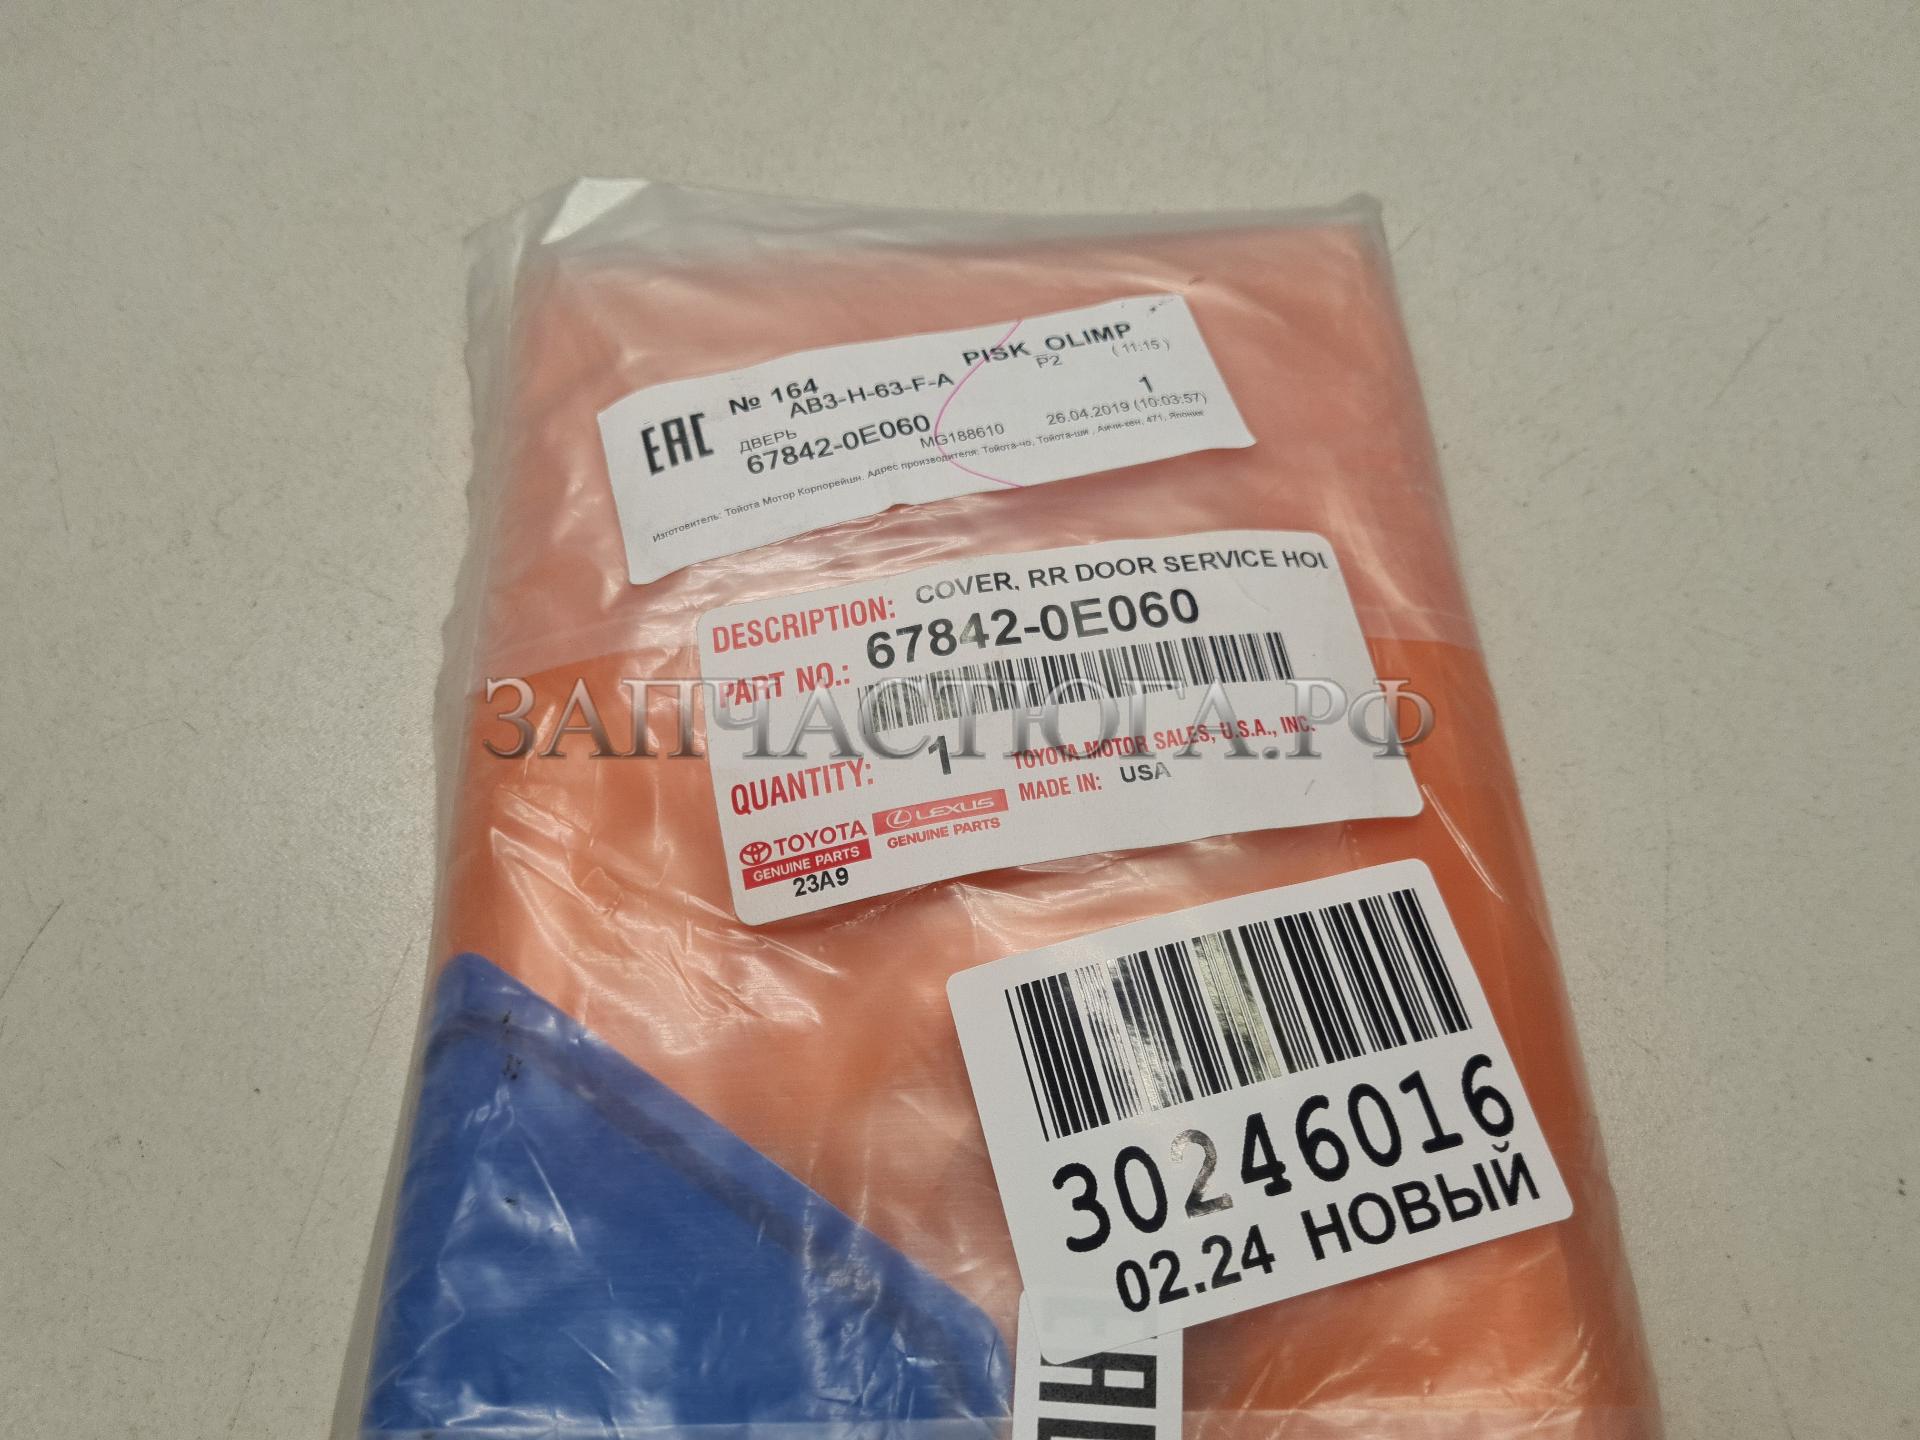 № 164
PISK_OLIMP
AB3-H-63-F-A
P2
( 11:15 )
EAC
ДВЕРЬ
1
67842-0E060
MG188610
26.04.2019 (10:03:57)
Изготовитель: Тойота Мотор Корпорейшн. Адрес производителя: Тойота-чо, Тойота-ши , Аичи-кен, 471, Япония
DESCRIPTION: COVER, RR DOOR SERVICE HOL
PART NO.: 67842-0E060
ЗАПЧАСТЮГА.РФ
QUANTITY: 1
TOYOTA MOTOR SALES, U.S.A., INC.
MADE IN: USA
TOYOTA
GENUINE PARTS
LEXUS
GENUINE PARTS
23A9
30246016
02.24 НОВЫЙ